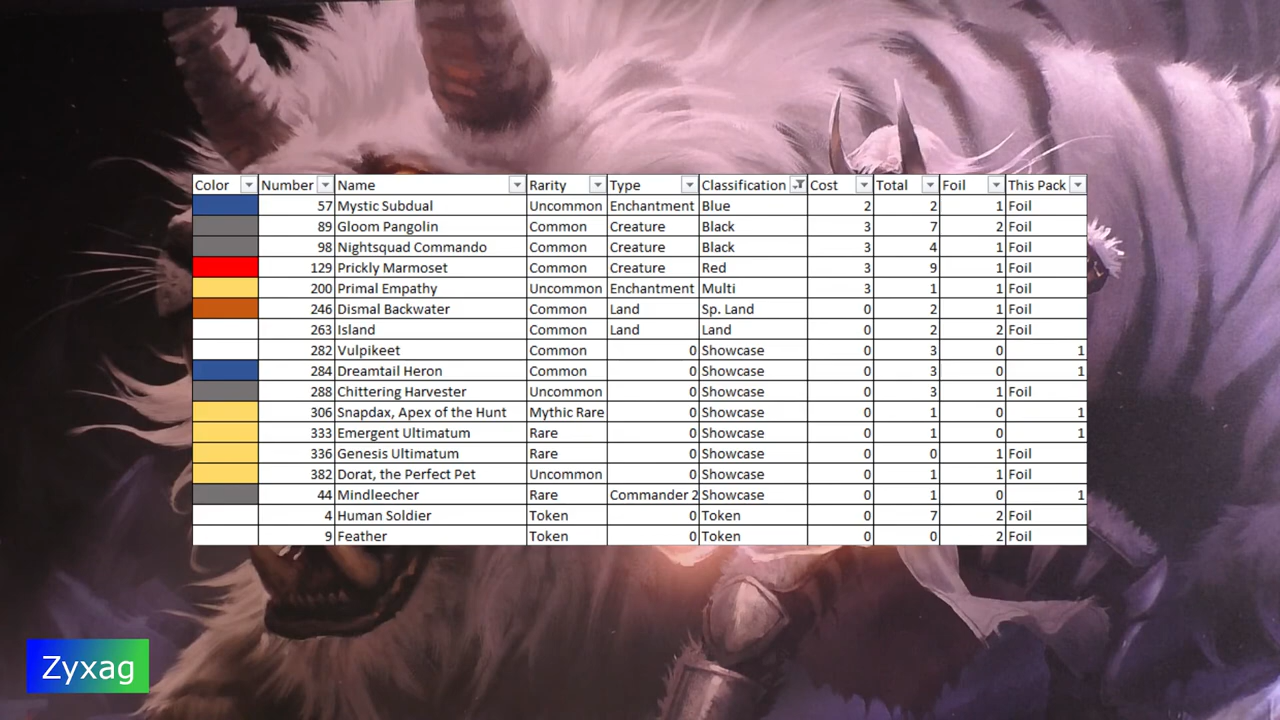 Color Number Name Rarity Type Classification Cost Total Foil This Pack
57 Mystic Subdual Uncommon Enchantment Blue 2 2 1 Foil
89 Gloom Pangolin Common Creature Black 3 7 2 Foil
98 Nightsquad Commando Common Creature Black 3 4 1 Foil
129 Prickly Marmoset Common Creature Red 3 9 1 Foil
200 Primal Empathy Uncommon Enchantment Multi 3 1 1 Foil
246 Dismal Backwater Common Land Sp. Land 0 2 1 Foil
263 Island Common Land Land 0 2 2 Foil
282 Vulpikeet Common 0 Showcase 0 3 0 1
284 Dreamtail Heron Common 0 Showcase 0 3 0 1
288 Chittering Harvester Uncommon 0 Showcase 0 3 1 Foil
306 Snapdax, Apex of the Hunt Mythic Rare 0 Showcase 0 1 0 1
333 Emergent Ultimatum Rare 0 Showcase 0 1 0 1
336 Genesis Ultimatum Rare 0 Showcase 0 0 1 Foil
382 Dorat, the Perfect Pet Uncommon 0 Showcase 0 1 1 Foil
44 Mindleecher Rare Commander 2 Showcase 0 1 0 1
4 Human Soldier Token 0 Token 0 7 2 Foil
9 Feather Token 0 Token 0 0 2 Foil
Zyxag